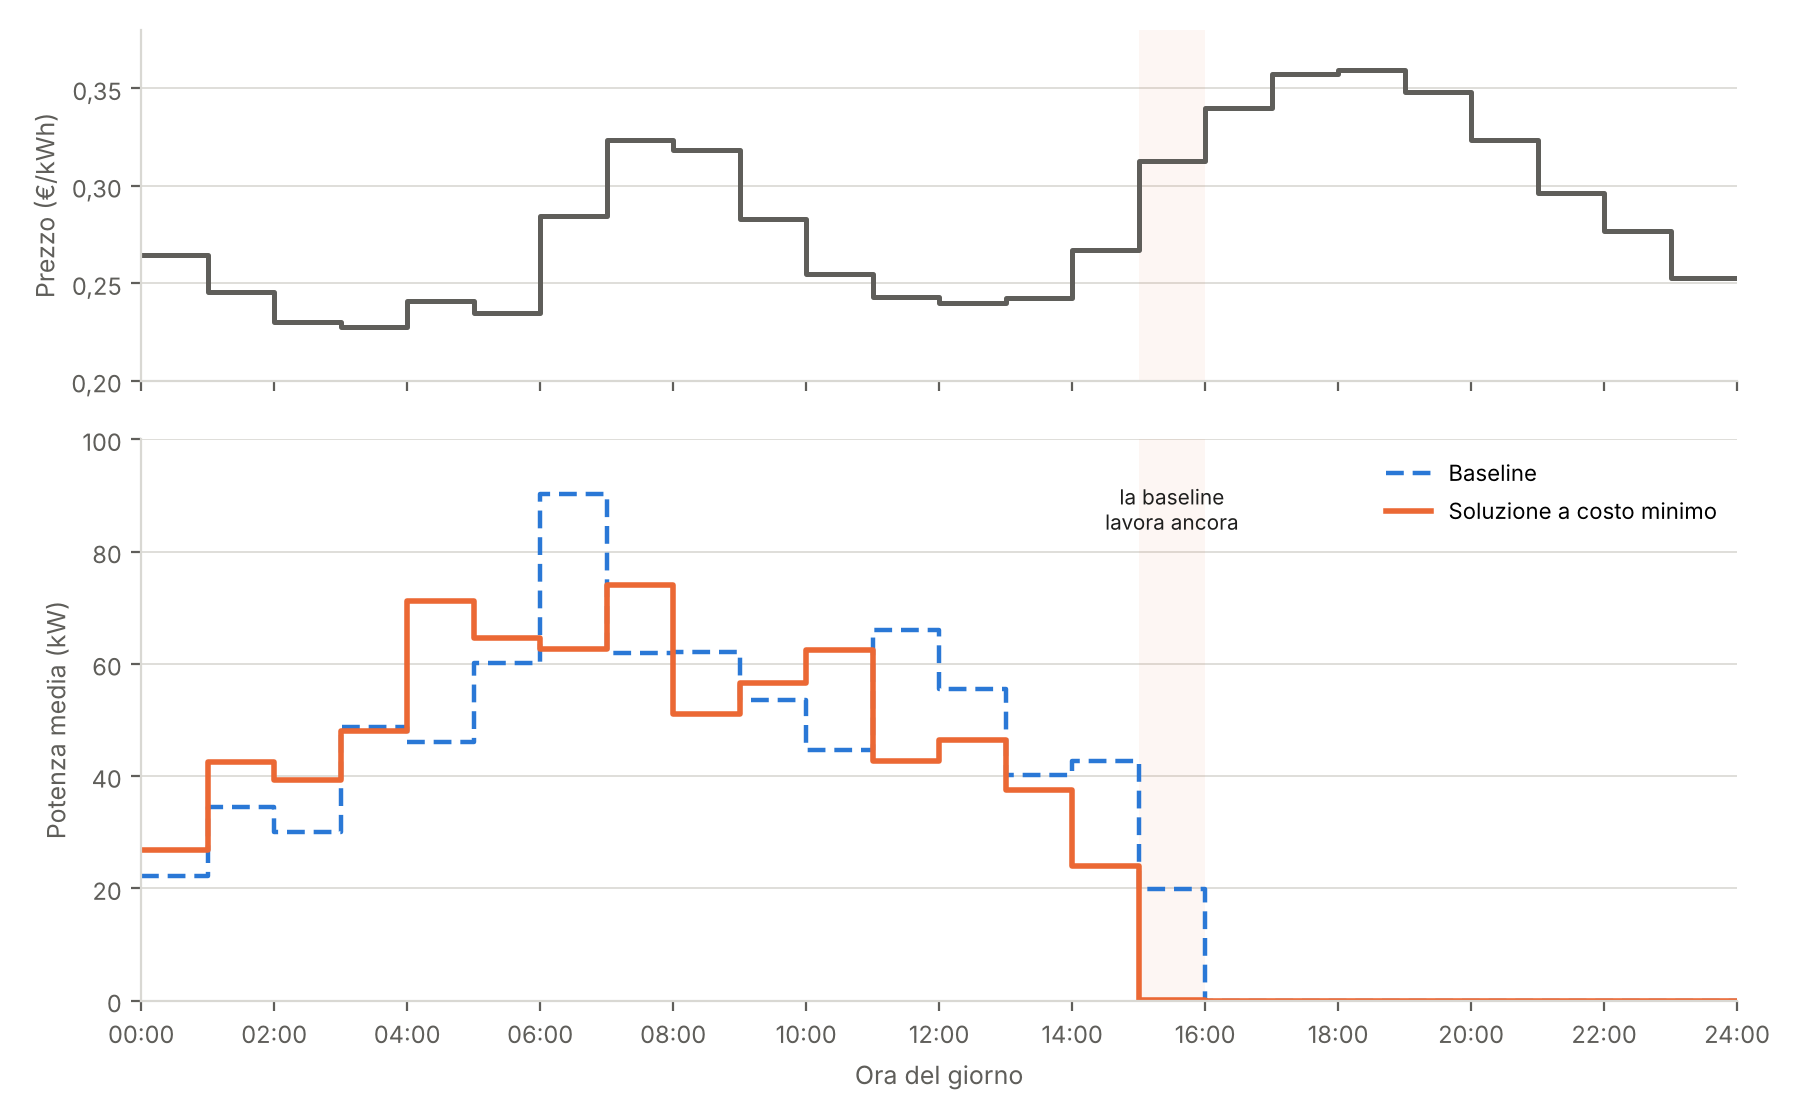 Prezzo (€/kWh)
0,35
0,30
0,25
0,20
Potenza media (kW)
100
80
60
40
20
0
la baseline
lavora ancora
Baseline
Soluzione a costo minimo
00:00 02:00 04:00 06:00 08:00 10:00 12:00 14:00 16:00 18:00 20:00 22:00 24:00
Ora del giorno